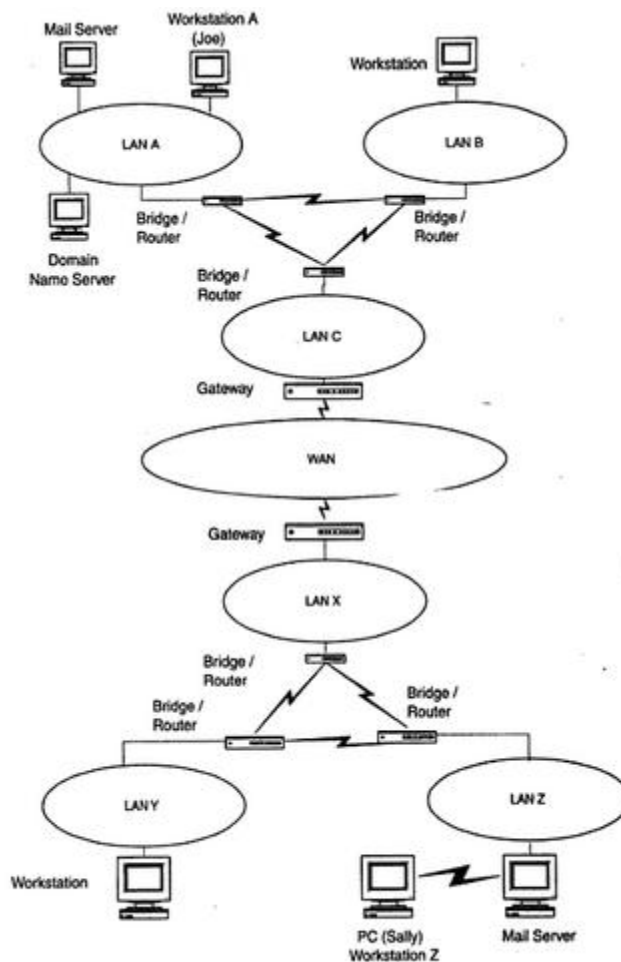 Mail Server
Workstation A
(Joe)
Workstation
LAN A
LAN B
Bridge /
Router
Bridge /
Router
Domain
Name Server
Bridge /
Router
LAN C
Gateway
WAN
Gateway
LAN X
Bridge /
Router
Bridge /
Router
Bridge /
Router
LAN Y
LAN Z
Workstation
PC (Sally)
Workstation Z
Mail Server